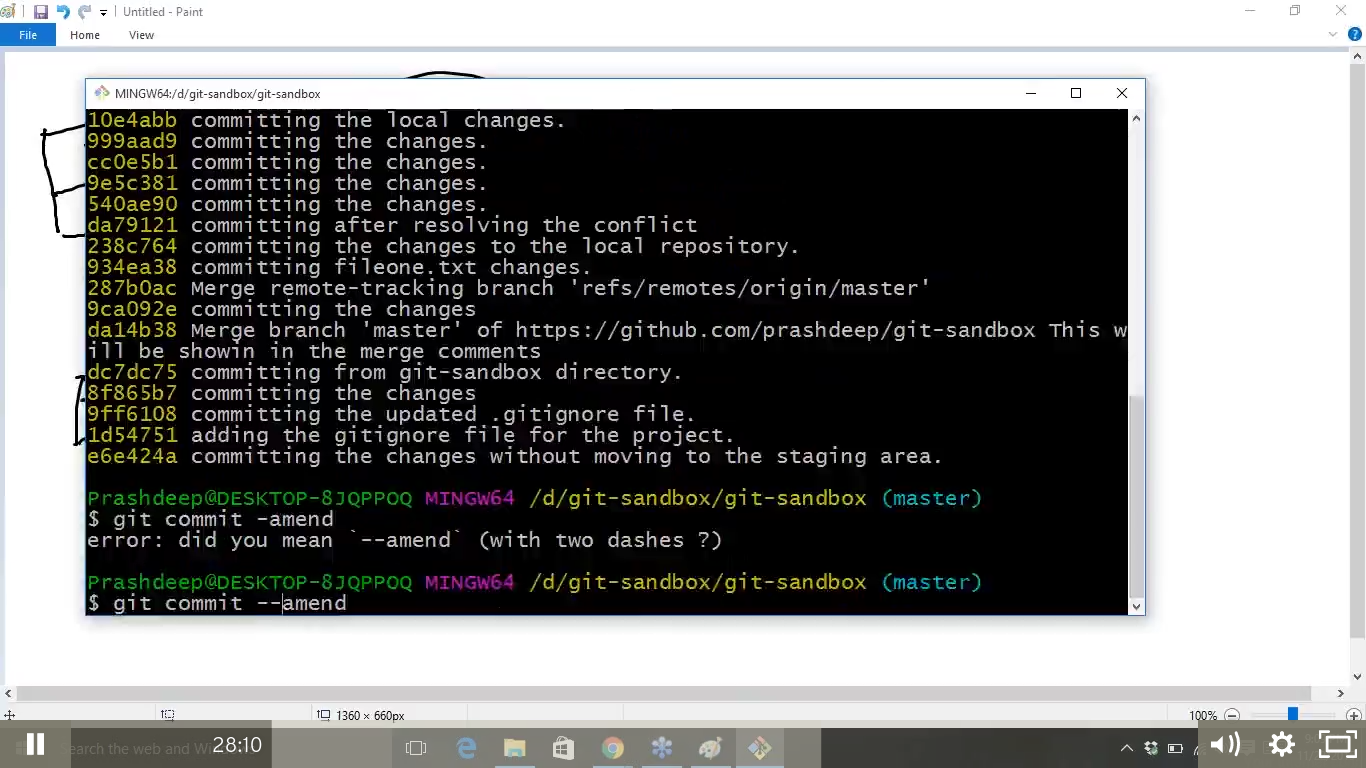 Untitled - Paint
File Home View
MINGW64:/d/git-sandbox/git-sandbox
10e4abb committing the local changes.
999aad9 committing the changes.
cc0e5b1 committing the changes.
9e5c381 committing the changes.
540ae90 committing the changes.
da79121 committing after resolving the conflict
238c764 committing the changes to the local repository.
934ea38 committing fileone.txt changes.
287b0ac Merge remote-tracking branch 'refs/remotes/origin/master'
9ca092e committing the changes
da14b38 Merge branch 'master' of https://github.com/prashdeep/git-sandbox This w
ill be showin in the merge comments
dc7dc75 committing from git-sandbox directory.
8f865b7 committing the changes
9ff6108 committing the updated .gitignore file.
1d54751 adding the gitignore file for the project.
e6e424a committing the changes without moving to the staging area.
Prashdeep@DESKTOP-8JQPPOQ MINGW64 /d/git-sandbox/git-sandbox (master)
$ git commit -amend
error: did you mean `--amend` (with two dashes ?)
Prashdeep@DESKTOP-8JQPPOQ MINGW64 /d/git-sandbox/git-sandbox (master)
$ git commit --amend
1360 × 660px 100%
Search the web and 28:10